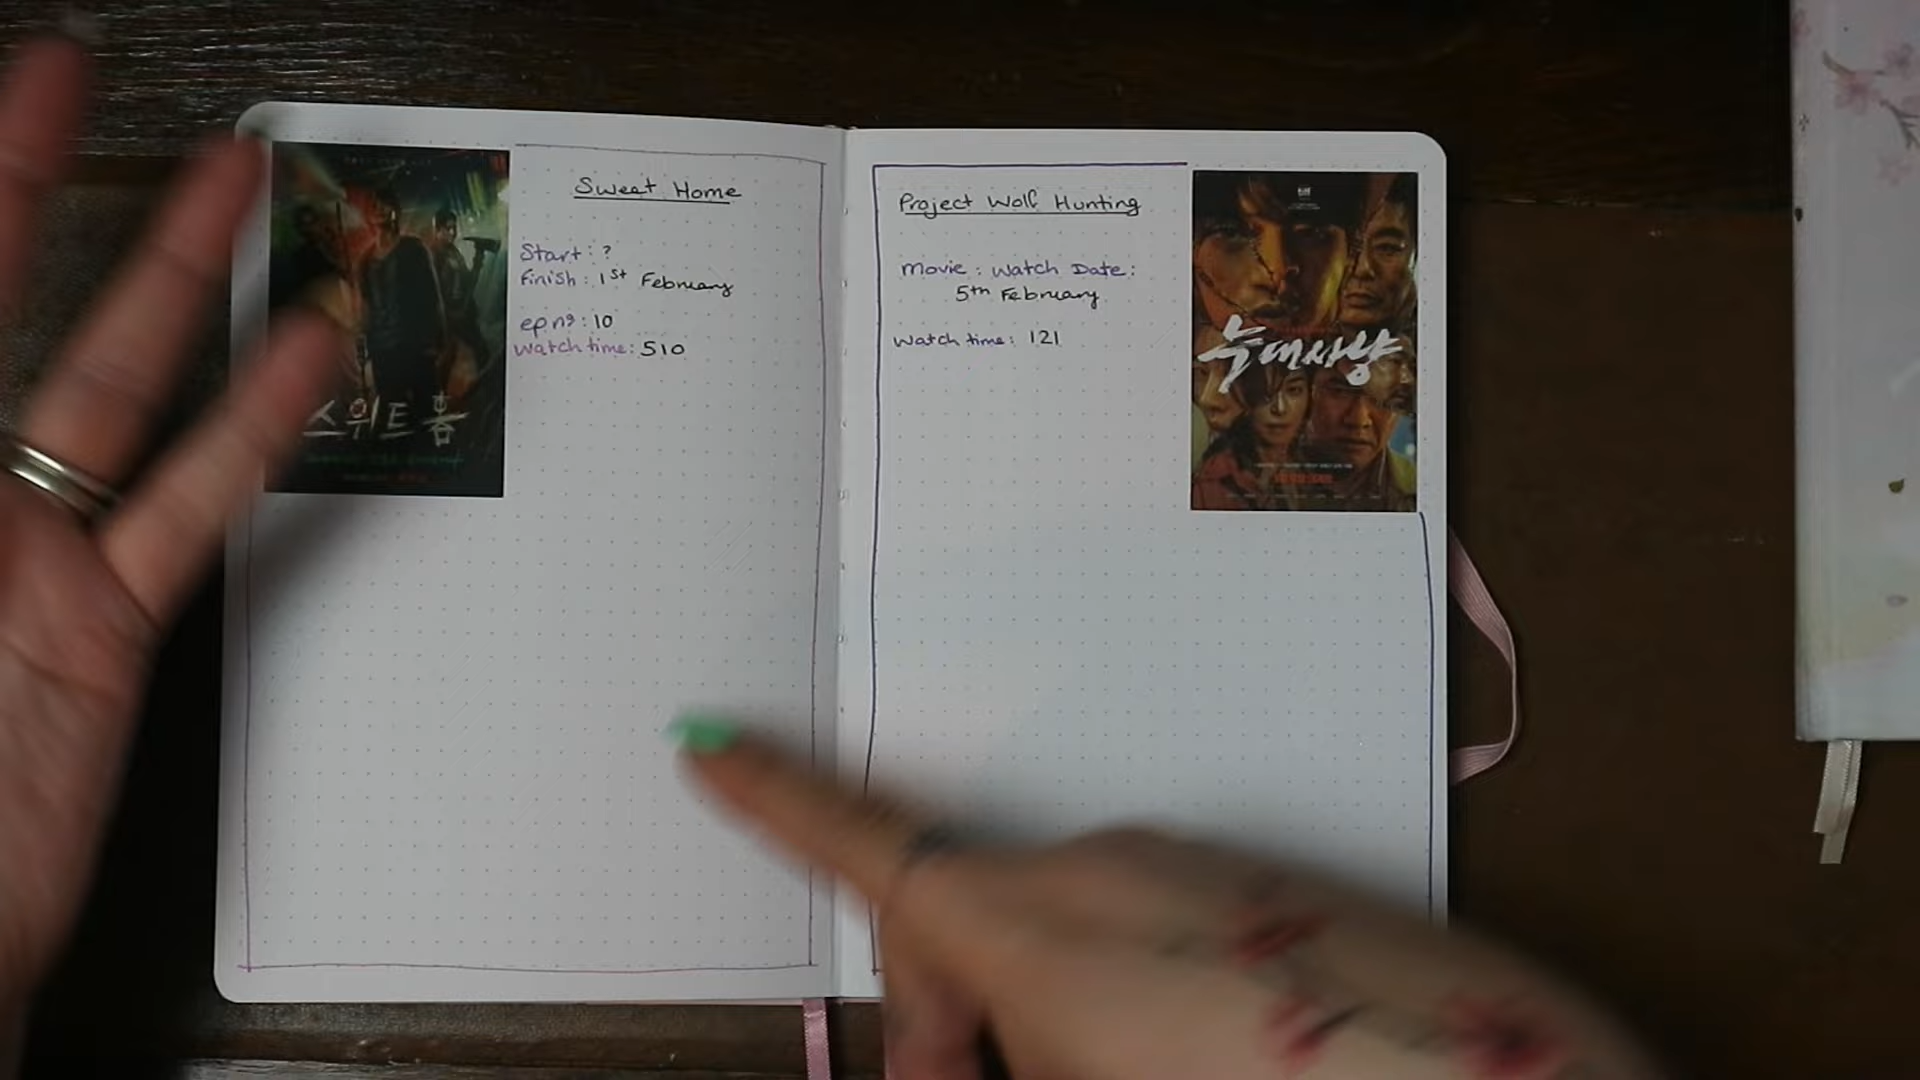 Sweet Home
Start: ?
Finish: 1st February
ep nº: 10
Watch time: 510
스위트홈
Project Wolf Hunting
Movie: Watch Date:
5th February
Watch time: 121
늑대사냥